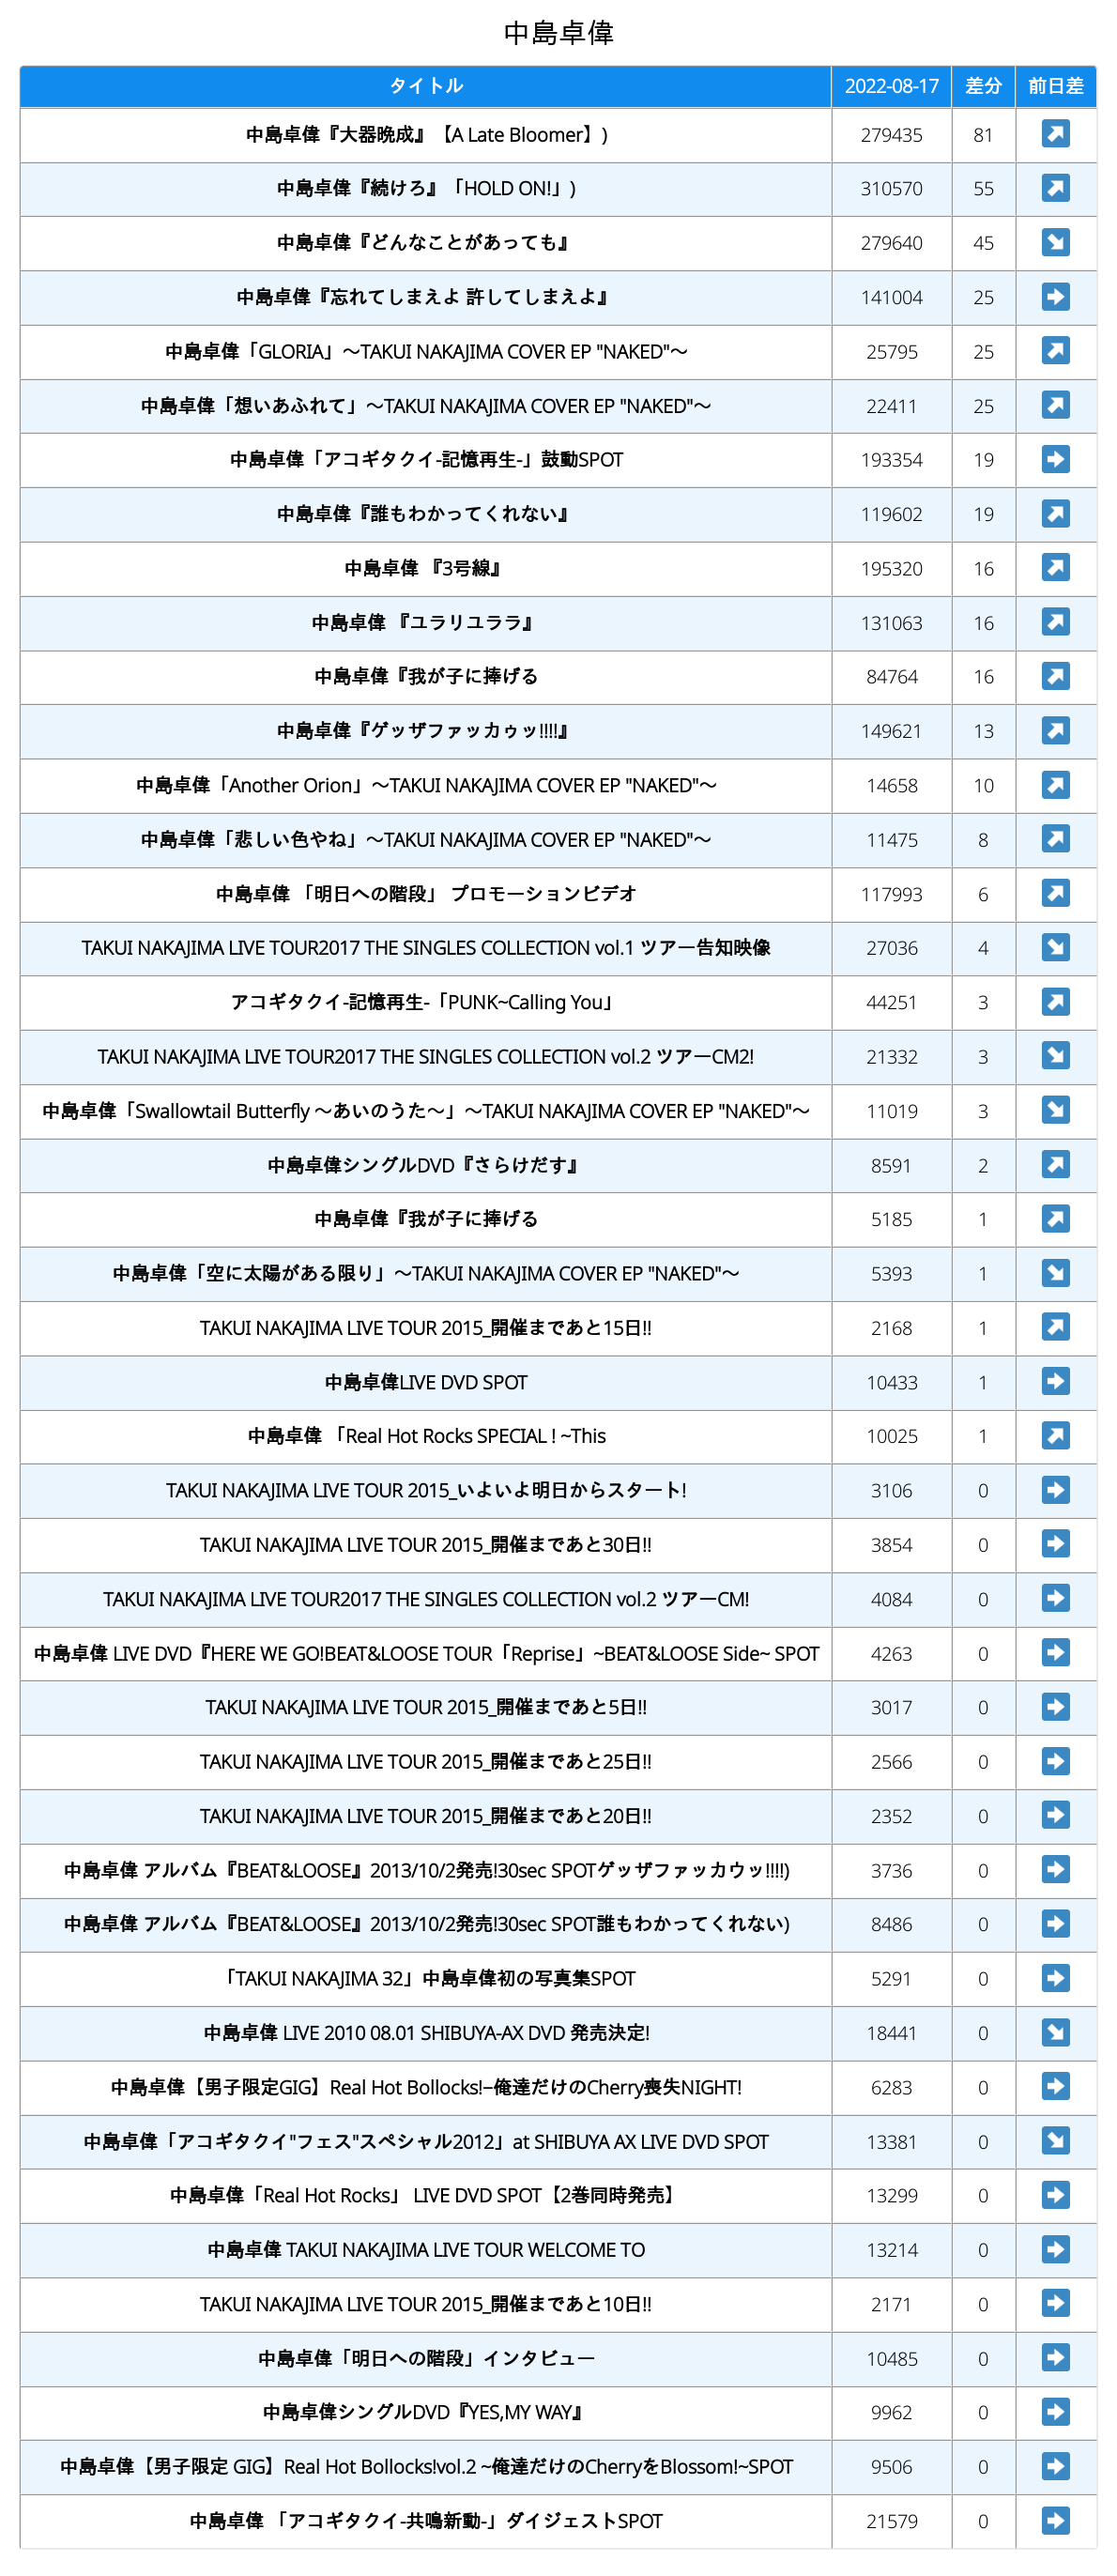 中島卓偉
タイトル 2022-08-17 差分 前日差
中島卓偉『大器晩成』【A Late Bloomer】) 279435 81
中島卓偉『続けろ』「HOLD ON!」) 310570 55
中島卓偉『どんなことがあっても』 279640 45
中島卓偉『忘れてしまえよ 許してしまえよ』 141004 25
中島卓偉「GLORIA」〜TAKUI NAKAJIMA COVER EP "NAKED"〜 25795 25
中島卓偉「想いあふれて」〜TAKUI NAKAJIMA COVER EP "NAKED"〜 22411 25
中島卓偉「アコギタクイ-記憶再生-」鼓動SPOT 193354 19
中島卓偉『誰もわかってくれない』 119602 19
中島卓偉 『3号線』 195320 16
中島卓偉 『ユラリユララ』 131063 16
中島卓偉『我が子に捧げる 84764 16
中島卓偉『ゲッザファッカゥッ!!!!』 149621 13
中島卓偉「Another Orion」〜TAKUI NAKAJIMA COVER EP "NAKED"〜 14658 10
中島卓偉「悲しい色やね」〜TAKUI NAKAJIMA COVER EP "NAKED"〜 11475 8
中島卓偉 「明日への階段」 プロモーションビデオ 117993 6
TAKUI NAKAJIMA LIVE TOUR2017 THE SINGLES COLLECTION vol.1 ツアー告知映像 27036 4
アコギタクイ-記憶再生-「PUNK~Calling You」 44251 3
TAKUI NAKAJIMA LIVE TOUR2017 THE SINGLES COLLECTION vol.2 ツアーCM2! 21332 3
中島卓偉「Swallowtail Butterfly 〜あいのうた〜」〜TAKUI NAKAJIMA COVER EP "NAKED"〜 11019 3
中島卓偉シングルDVD『さらけだす』 8591 2
中島卓偉『我が子に捧げる 5185 1
中島卓偉「空に太陽がある限り」〜TAKUI NAKAJIMA COVER EP "NAKED"〜 5393 1
TAKUI NAKAJIMA LIVE TOUR 2015_開催まであと15日!! 2168 1
中島卓偉LIVE DVD SPOT 10433 1
中島卓偉 「Real Hot Rocks SPECIAL ! ~This 10025 1
TAKUI NAKAJIMA LIVE TOUR 2015_いよいよ明日からスタート! 3106 0
TAKUI NAKAJIMA LIVE TOUR 2015_開催まであと30日!! 3854 0
TAKUI NAKAJIMA LIVE TOUR2017 THE SINGLES COLLECTION vol.2 ツアーCM! 4084 0
中島卓偉 LIVE DVD『HERE WE GO!BEAT&LOOSE TOUR「Reprise」~BEAT&LOOSE Side~ SPOT 4263 0
TAKUI NAKAJIMA LIVE TOUR 2015_開催まであと5日!! 3017 0
TAKUI NAKAJIMA LIVE TOUR 2015_開催まであと25日!! 2566 0
TAKUI NAKAJIMA LIVE TOUR 2015_開催まであと20日!! 2352 0
中島卓偉 アルバム『BEAT&LOOSE』2013/10/2発売!30sec SPOTゲッザファッカウッ!!!!) 3736 0
中島卓偉 アルバム『BEAT&LOOSE』2013/10/2発売!30sec SPOT誰もわかってくれない) 8486 0
「TAKUI NAKAJIMA 32」中島卓偉初の写真集SPOT 5291 0
中島卓偉 LIVE 2010 08.01 SHIBUYA-AX DVD 発売決定! 18441 0
中島卓偉【男子限定GIG】Real Hot Bollocks!−俺達だけのCherry喪失NIGHT! 6283 0
中島卓偉「アコギタクイ"フェス"スペシャル2012」at SHIBUYA AX LIVE DVD SPOT 13381 0
中島卓偉「Real Hot Rocks」 LIVE DVD SPOT【2巻同時発売】 13299 0
中島卓偉 TAKUI NAKAJIMA LIVE TOUR WELCOME TO 13214 0
TAKUI NAKAJIMA LIVE TOUR 2015_開催まであと10日!! 2171 0
中島卓偉「明日への階段」インタビュー 10485 0
中島卓偉シングルDVD『YES,MY WAY』 9962 0
中島卓偉【男子限定 GIG】Real Hot Bollocks!vol.2 ~俺達だけのCherryをBlossom!~SPOT 9506 0
中島卓偉 「アコギタクイ-共鳴新動-」ダイジェストSPOT 21579 0